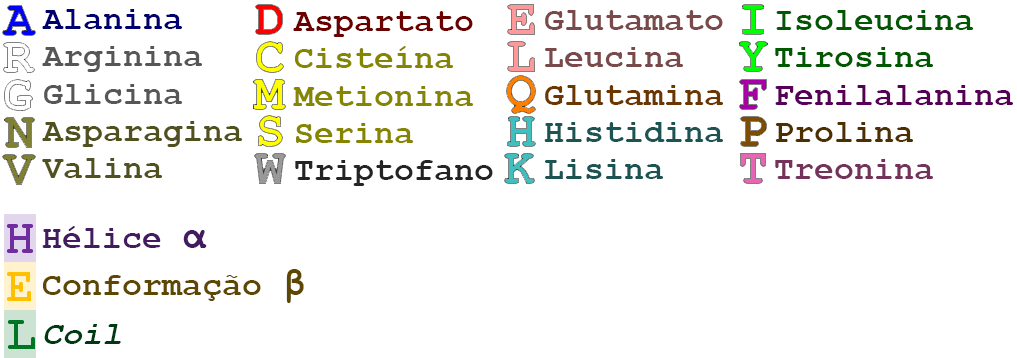 A Alanina D Aspartato E Glutamato I Isoleucina
R Arginina C Cisteína L Leucina Y Tirosina
G Glicina M Metionina Q Glutamina F Fenilalanina
N Asparagina S Serina H Histidina P Prolina
V Valina W Triptofano K Lisina T Treonina
H Hélice α
E Conformação β
L Coil